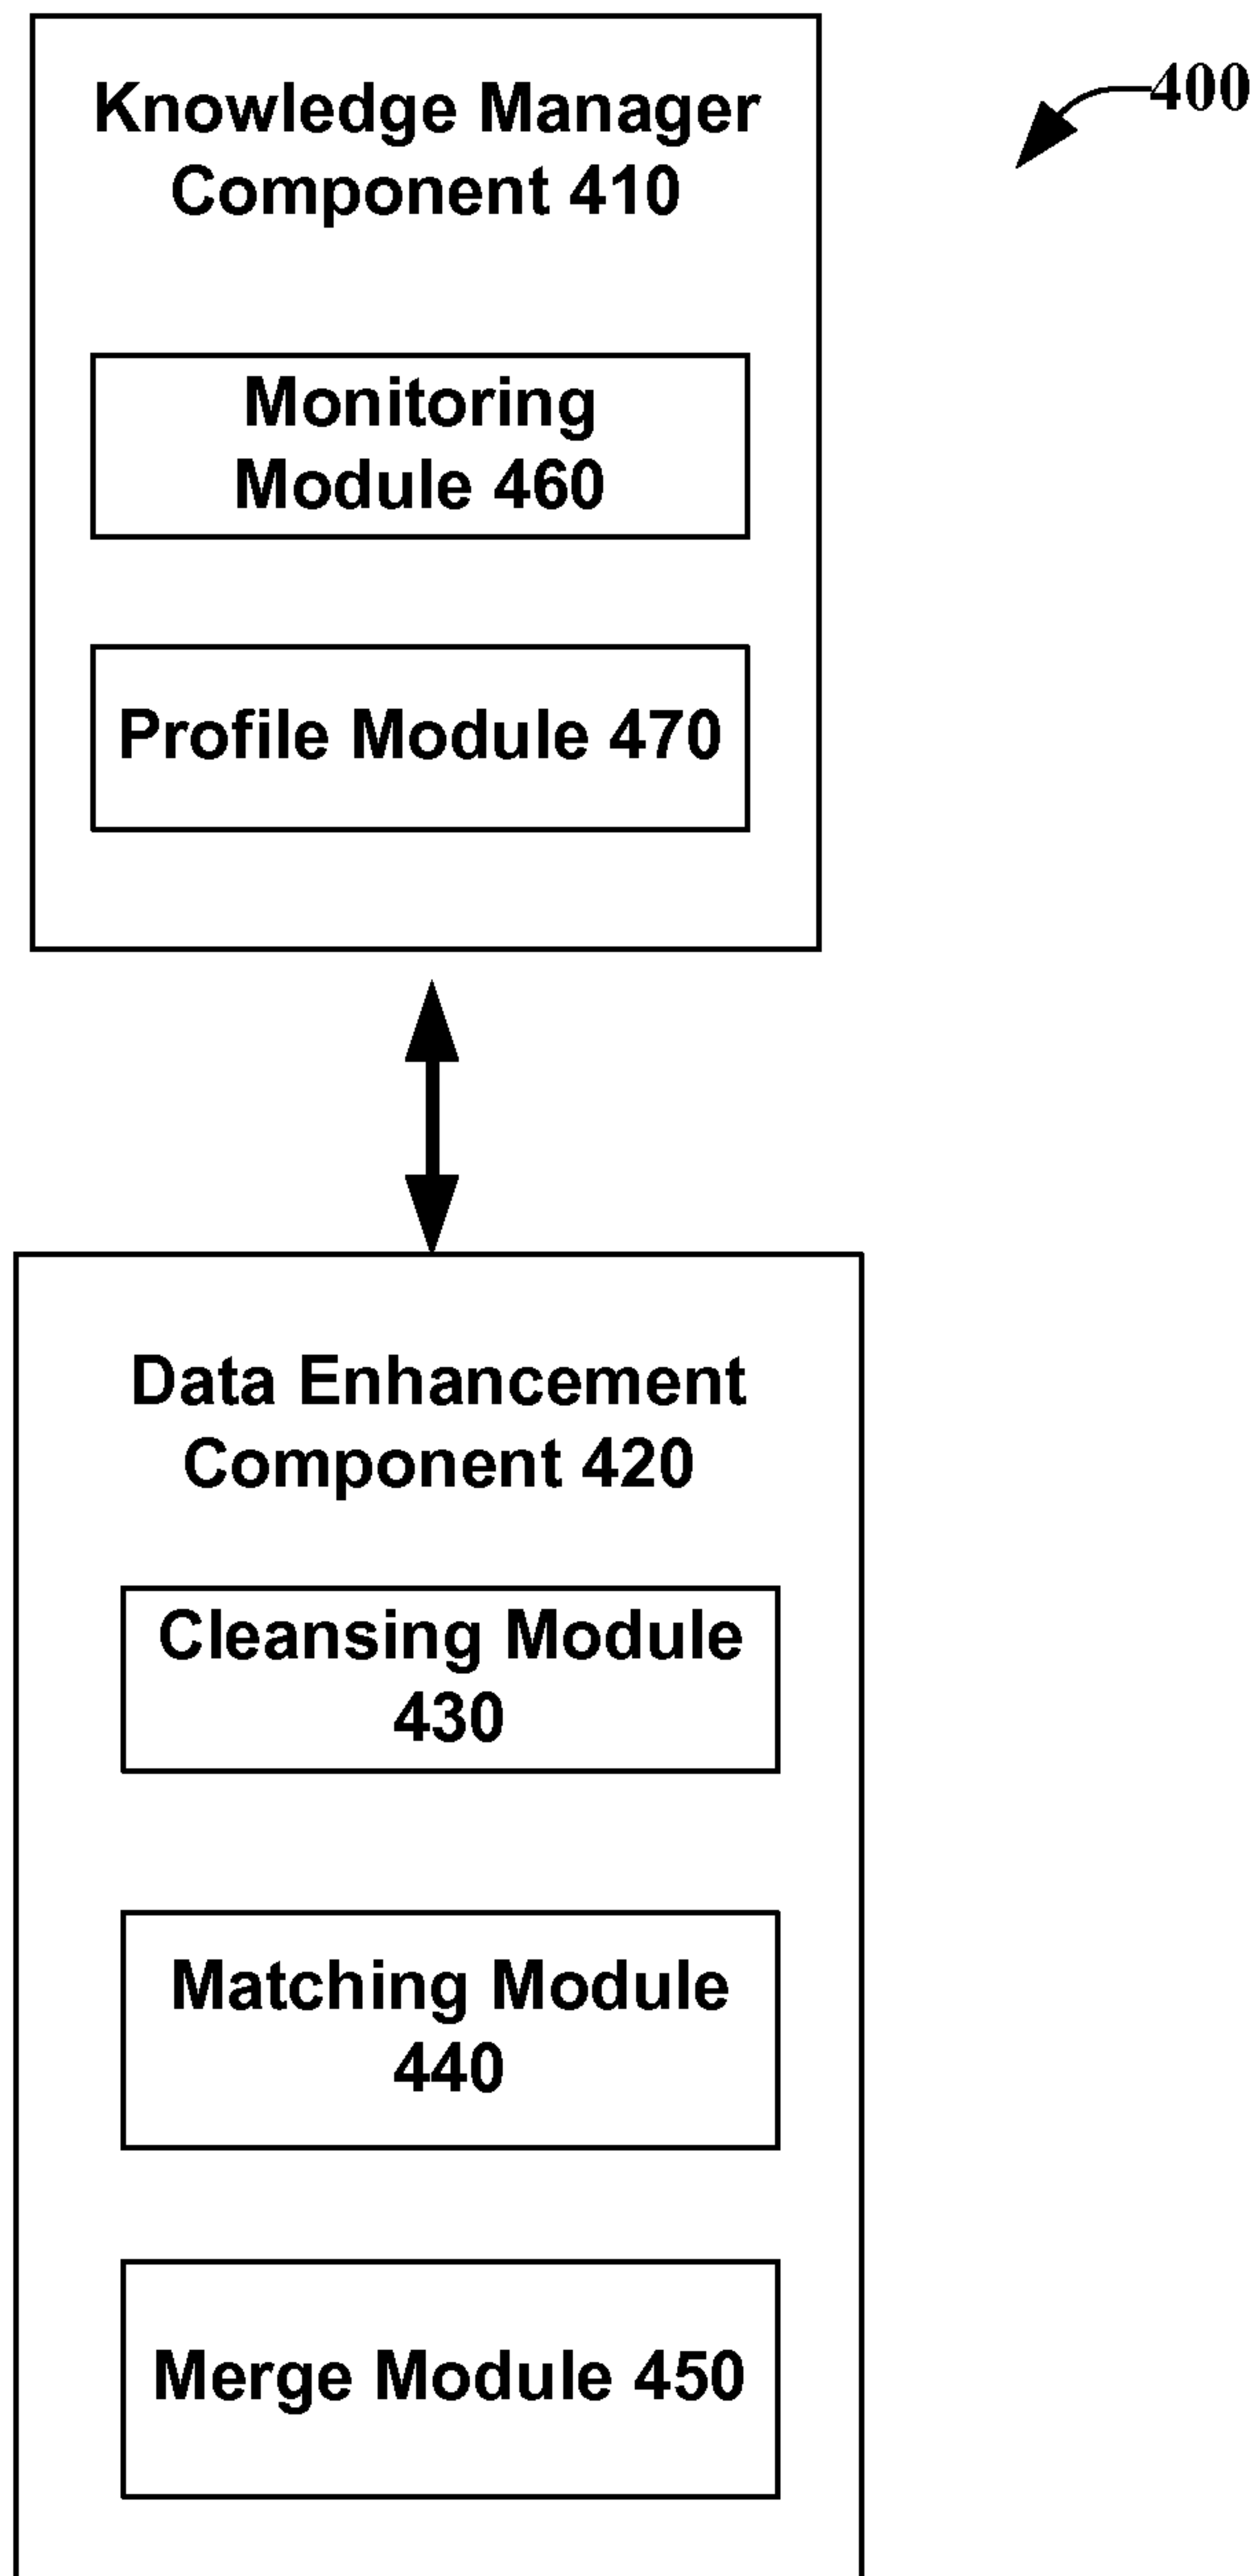 400
Knowledge Manager
Component 410
Monitoring
Module 460
Profile Module 470
Data Enhancement
Component 420
Cleansing Module
430
Matching Module
440
Merge Module 450